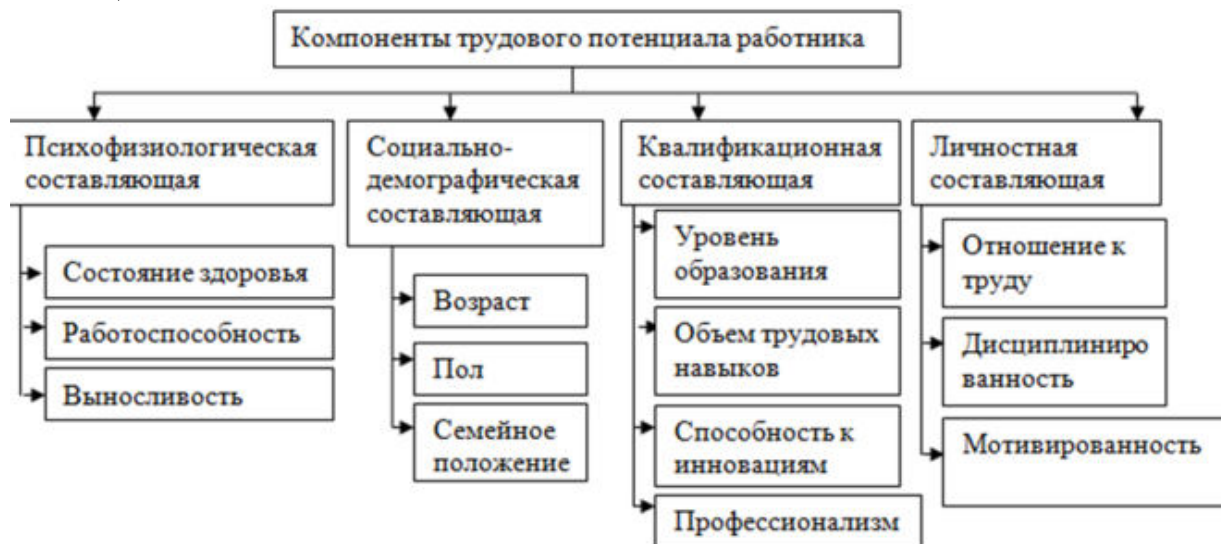 Компоненты трудового потенциала работника
Психофизиологическая
составляющая
Состояние здоровья
Работоспособность
Выносливость
Социально-
демографическая
составляющая
Возраст
Пол
Семейное
положение
Квалификационная
составляющая
Уровень
образования
Объем трудовых
навыков
Способность к
инновациям
Профессионализм
Личностная
составляющая
Отношение к
труду
Дисциплиниро
ванность
Мотивированность